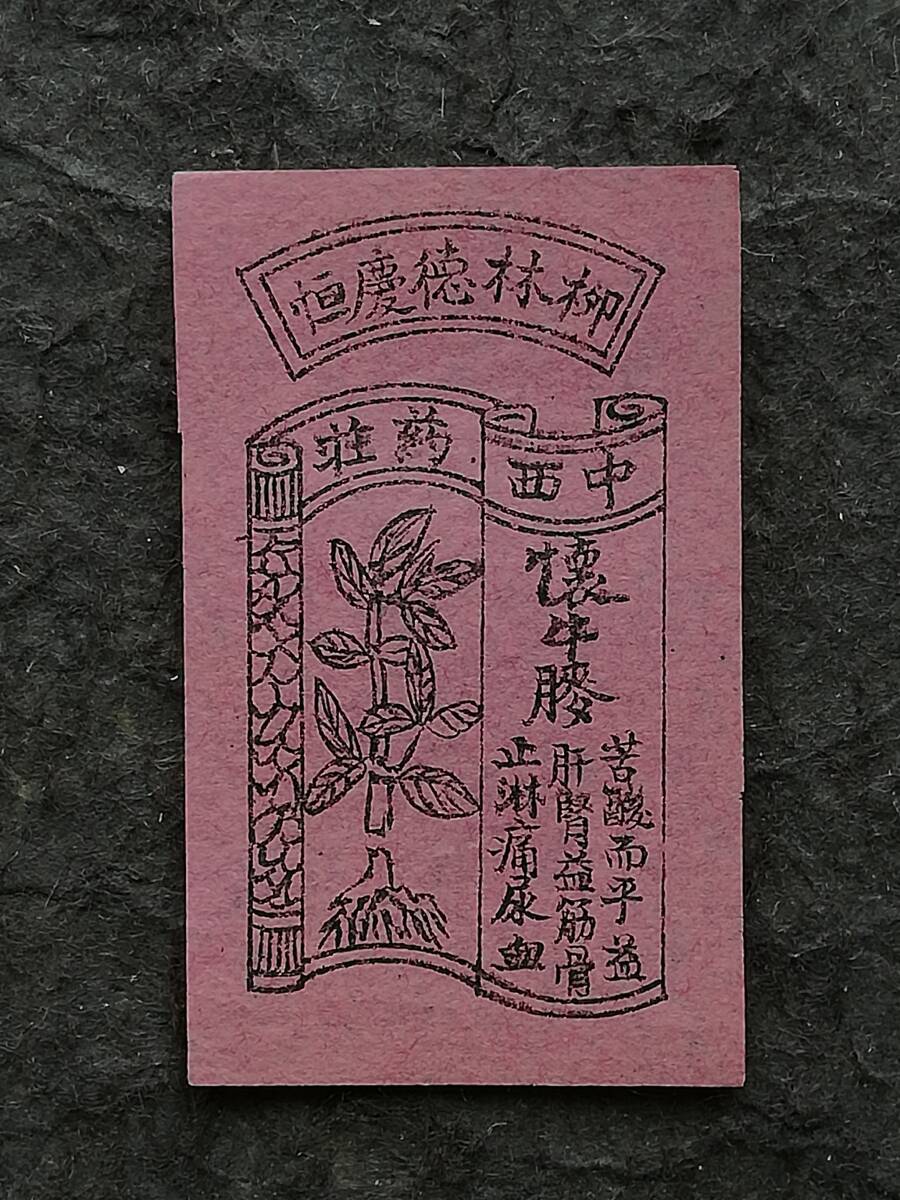 柳林德慶恒
中西药莊
懷牛膝
苦酸而平益
肝腎益筋骨
止淋痛尿血